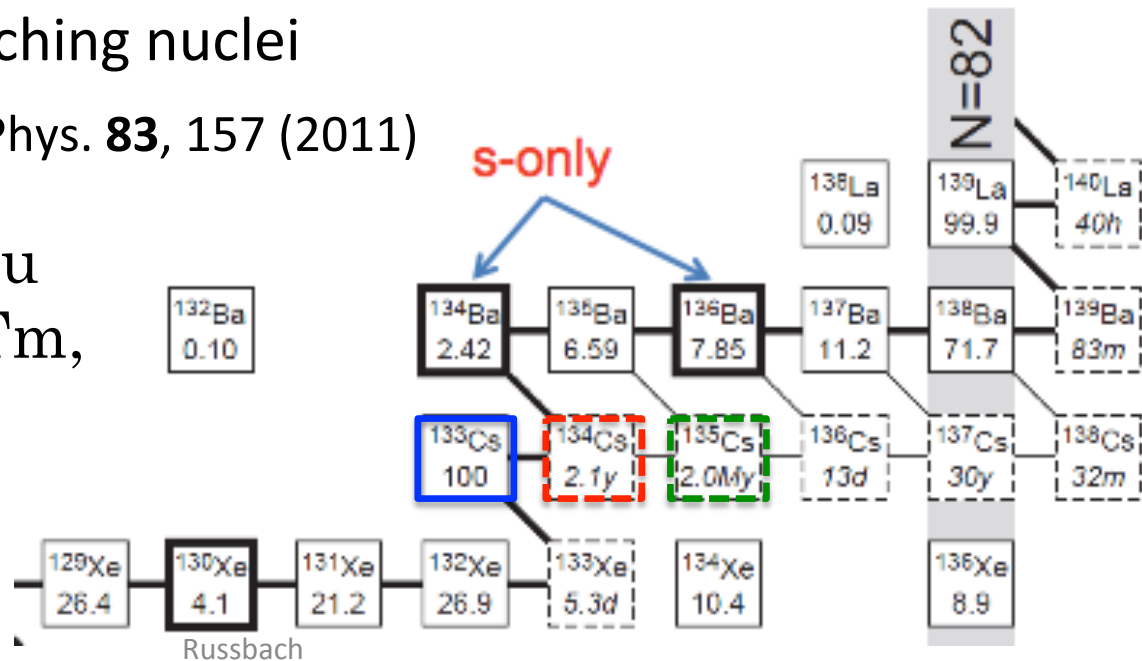 ching nuclei
Phys. 83, 157 (2011)
s-only
N=82
u
Tm,
138La 139La 140La
0.09 99.9 40h
132Ba 134Ba 135Ba 136Ba 137Ba 138Ba 139Ba
0.10 2.42 6.59 7.85 11.2 71.7 83m
133Cs 134Cs 135Cs 136Cs 137Cs 138Cs
100 2.1y 2.0My 13d 30y 32m
129Xe 130Xe 131Xe 132Xe 133Xe 134Xe 136Xe
26.4 4.1 21.2 26.9 5.3d 10.4 8.9
Russbach